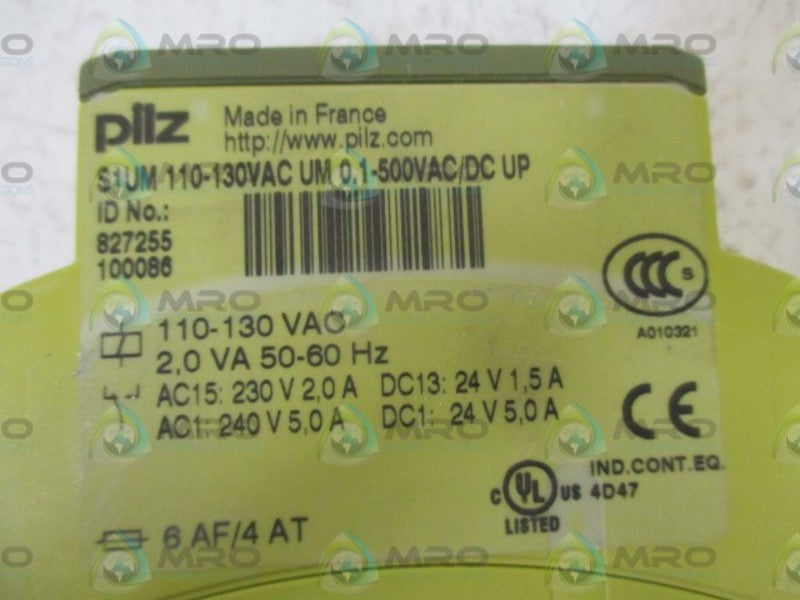 pilz
Made in France
http://www.pilz.com
S1UM 110-130VAC UM 0,1-500VAC/DC UP
ID No.:
827255
100086
CCC S
A010321
110-130 VAC
2,0 VA 50-60 Hz
AC15: 230 V 2,0 A DC13: 24 V 1,5 A
AC1: 240 V 5,0 A DC1: 24 V 5,0 A
CE
C UL US
LISTED
IND.CONT.EQ.
4D47
6 AF/4 AT
MRO